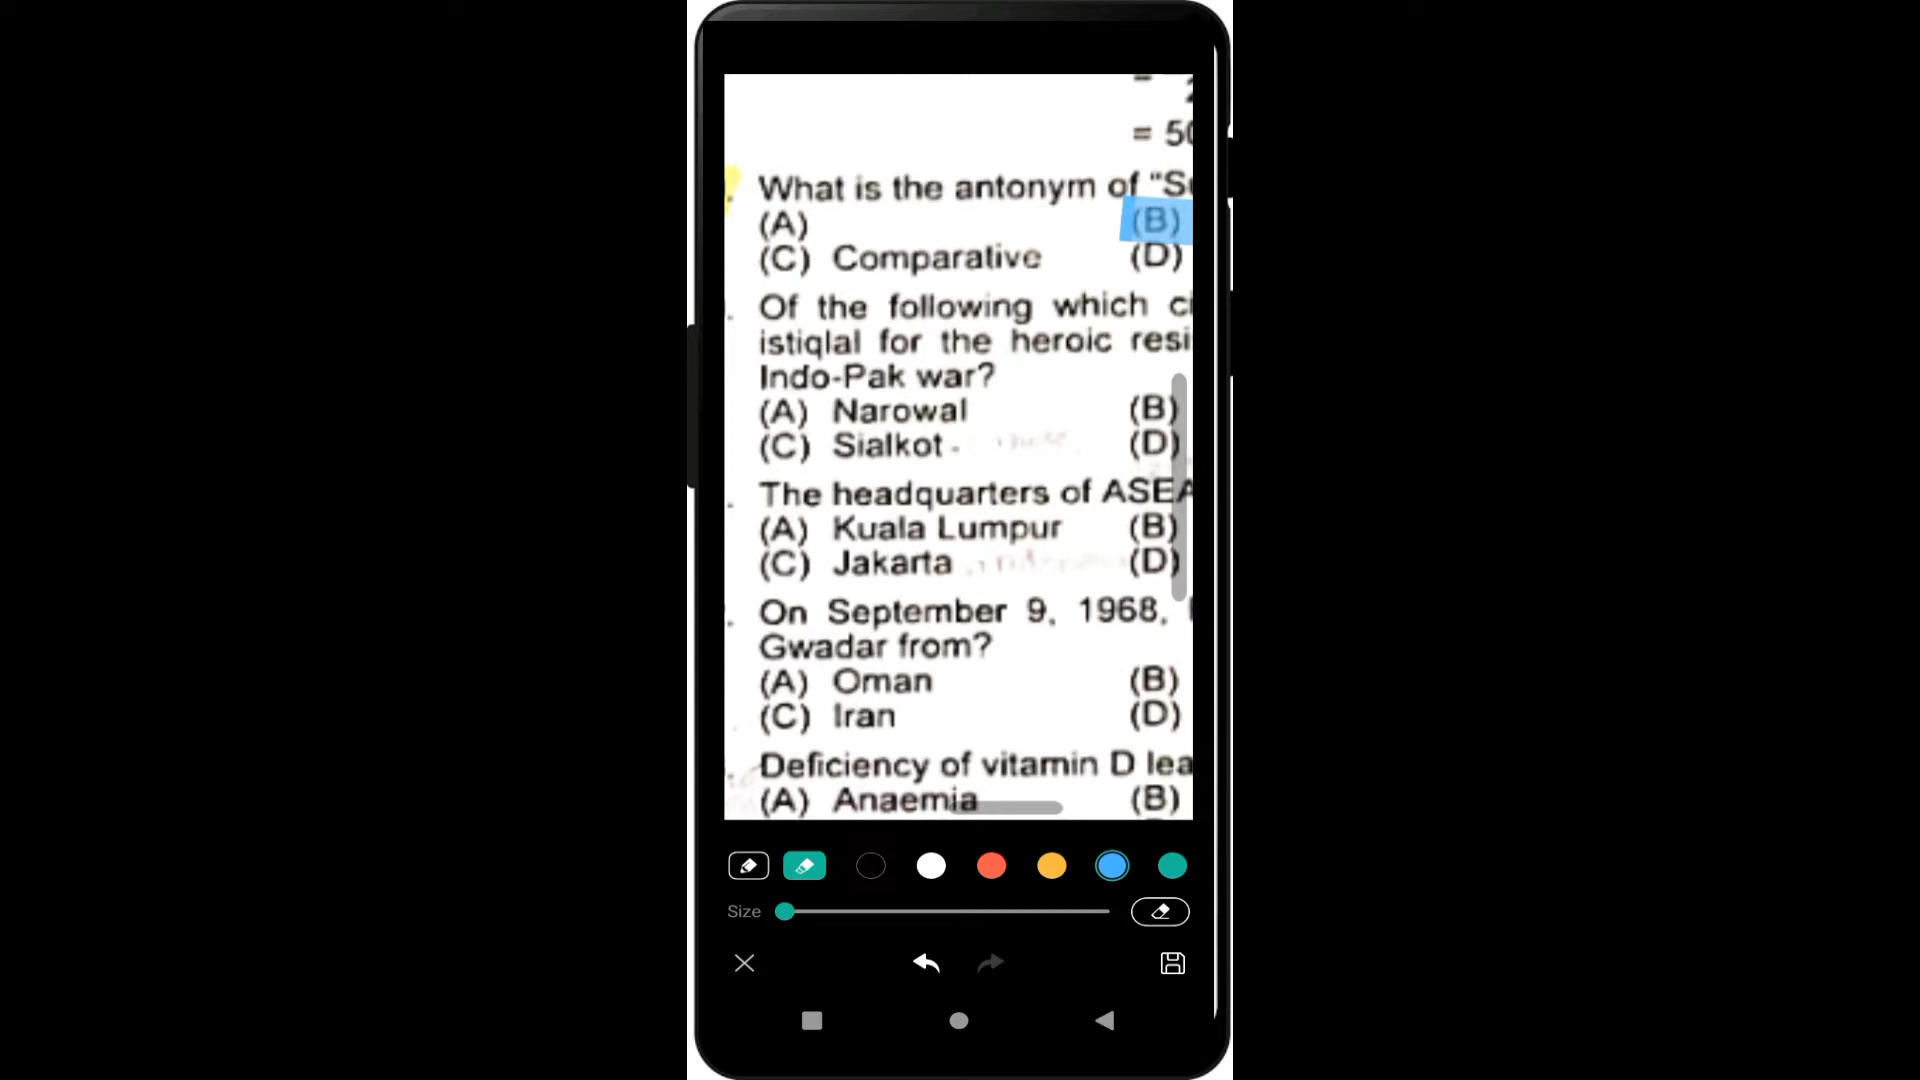 = 50
What is the antonym of "S
(A) (B)
(C) Comparative (D)
Of the following which ci
istiqlal for the heroic resi
Indo-Pak war?
(A) Narowal (B)
(C) Sialkot - (D)
The headquarters of ASEA
(A) Kuala Lumpur (B)
(C) Jakarta (D)
On September 9, 1968,
Gwadar from?
(A) Oman (B)
(C) Iran (D)
Deficiency of vitamin D lea
(A) Anaemia (B)
Size